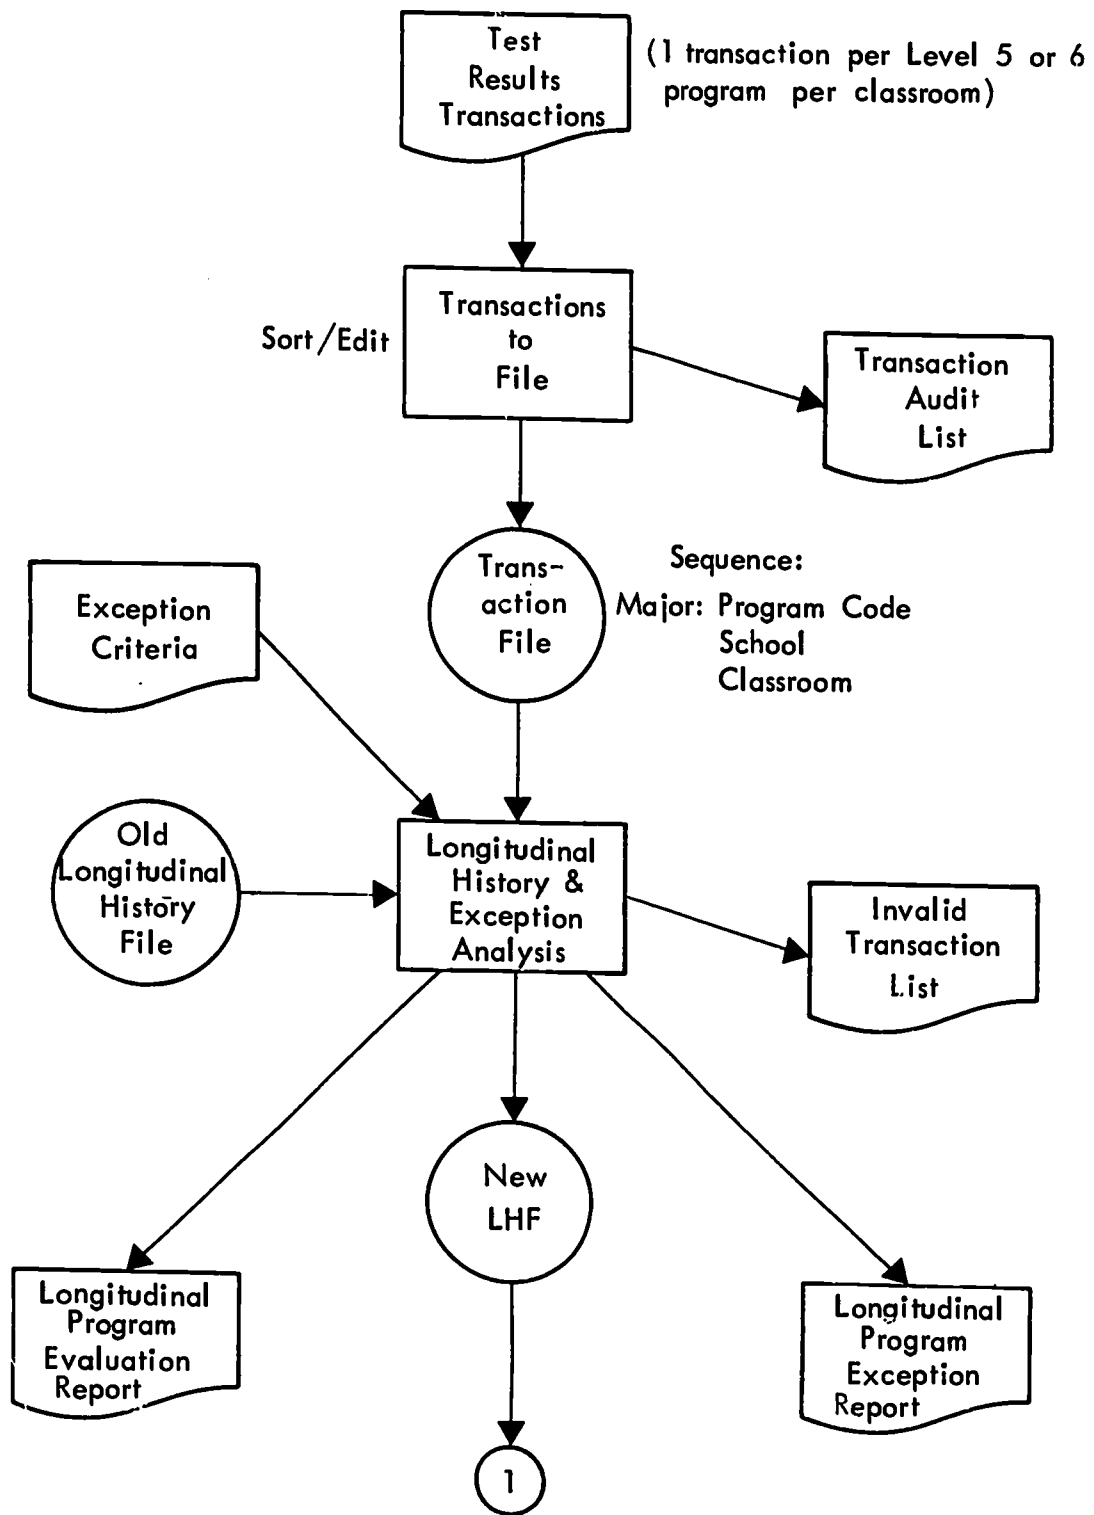 Test
Results
Transactions
(1 transaction per Level 5 or 6
program per classroom)
Sort/Edit
Transactions
to
File
Transaction
Audit
List
Trans-
action
File
Sequence:
Major: Program Code
School
Classroom
Exception
Criteria
Old
Longitudinal
History
File
Longitudinal
History &
Exception
Analysis
Invalid
Transaction
List
New
LHF
Longitudinal
Program
Evaluation
Report
Longitudinal
Program
Exception
Report
1